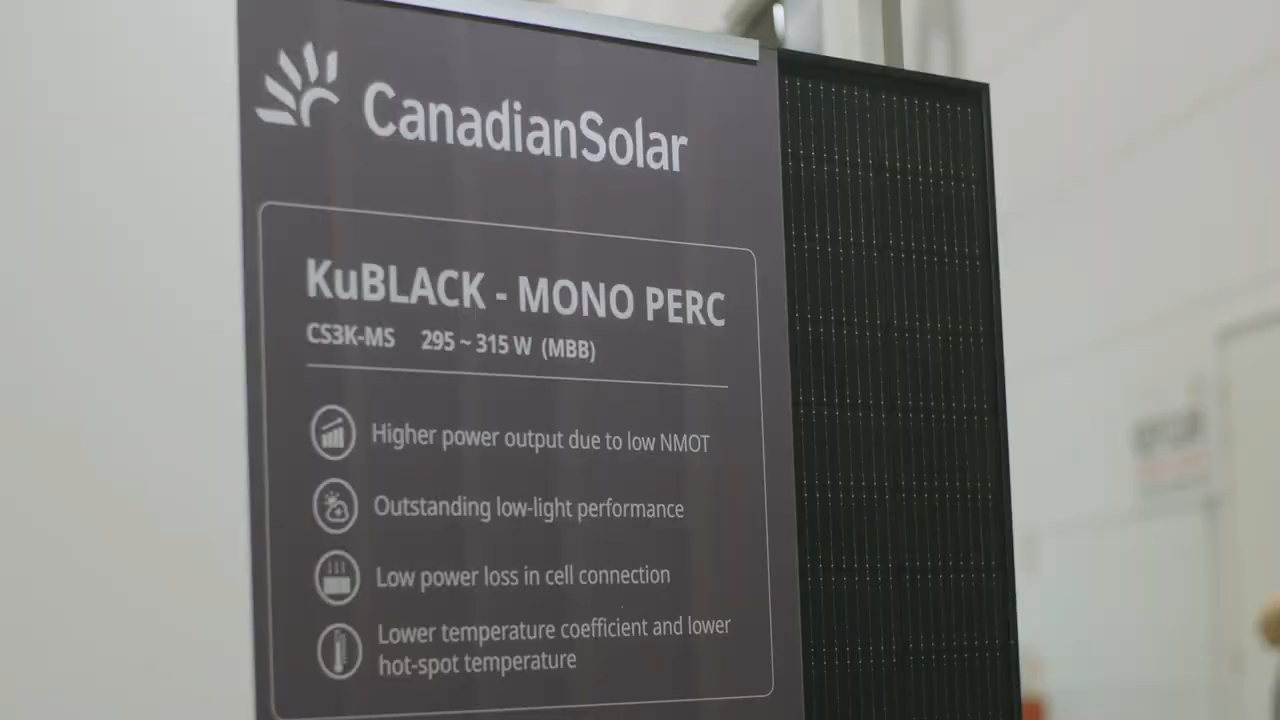 CanadianSolar
KuBLACK - MONO PERC
CS3K-MS 295 ~ 315 W (MBB)
Higher power output due to low NMOT
Outstanding low-light performance
Low power loss in cell connection
Lower temperature coefficient and lower
hot-spot temperature